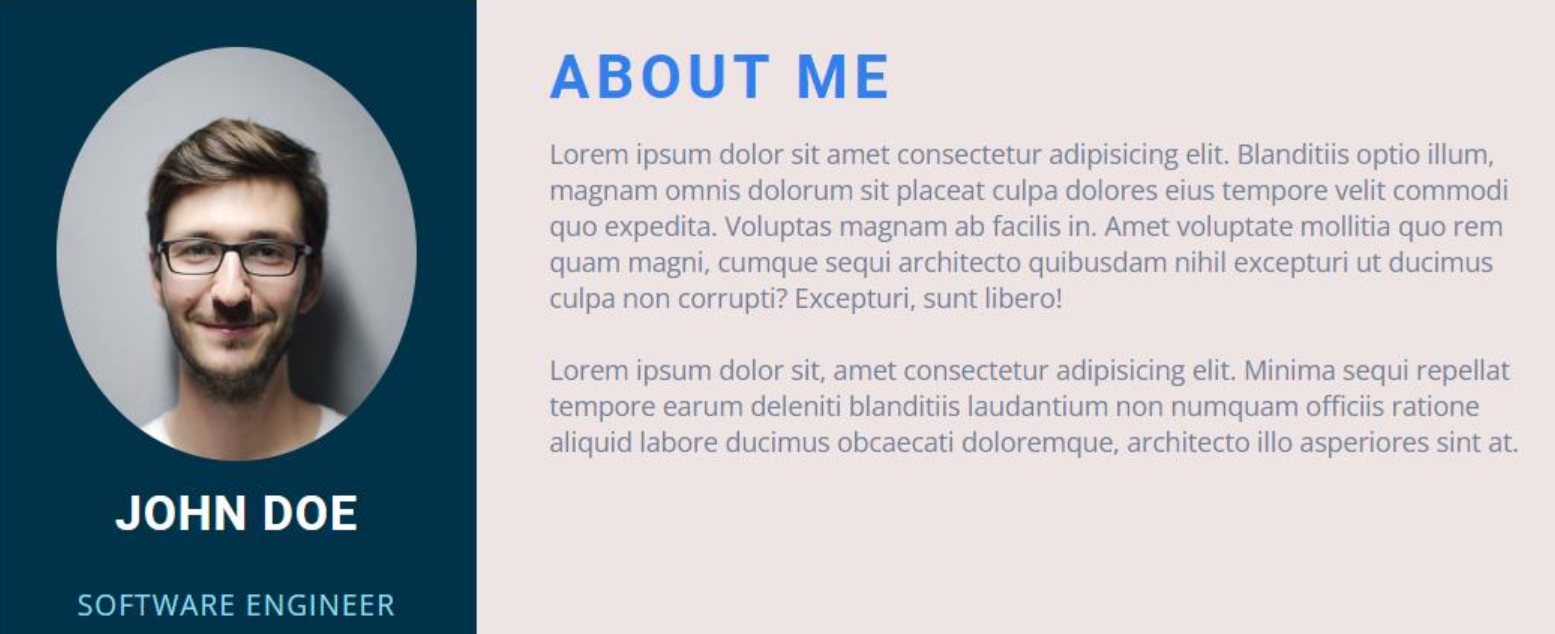 JOHN DOE
SOFTWARE ENGINEER
ABOUT ME
Lorem ipsum dolor sit amet consectetur adipisicing elit. Blanditiis optio illum,
magnam omnis dolorum sit placeat culpa dolores eius tempore velit commodi
quo expedita. Voluptas magnam ab facilis in. Amet voluptate mollitia quo rem
quam magni, cumque sequi architecto quibusdam nihil excepturi ut ducimus
culpa non corrupti? Excepturi, sunt libero!
Lorem ipsum dolor sit, amet consectetur adipisicing elit. Minima sequi repellat
tempore earum deleniti blanditiis laudantium non numquam officiis ratione
aliquid labore ducimus obcaecati doloremque, architecto illo asperiores sint at.